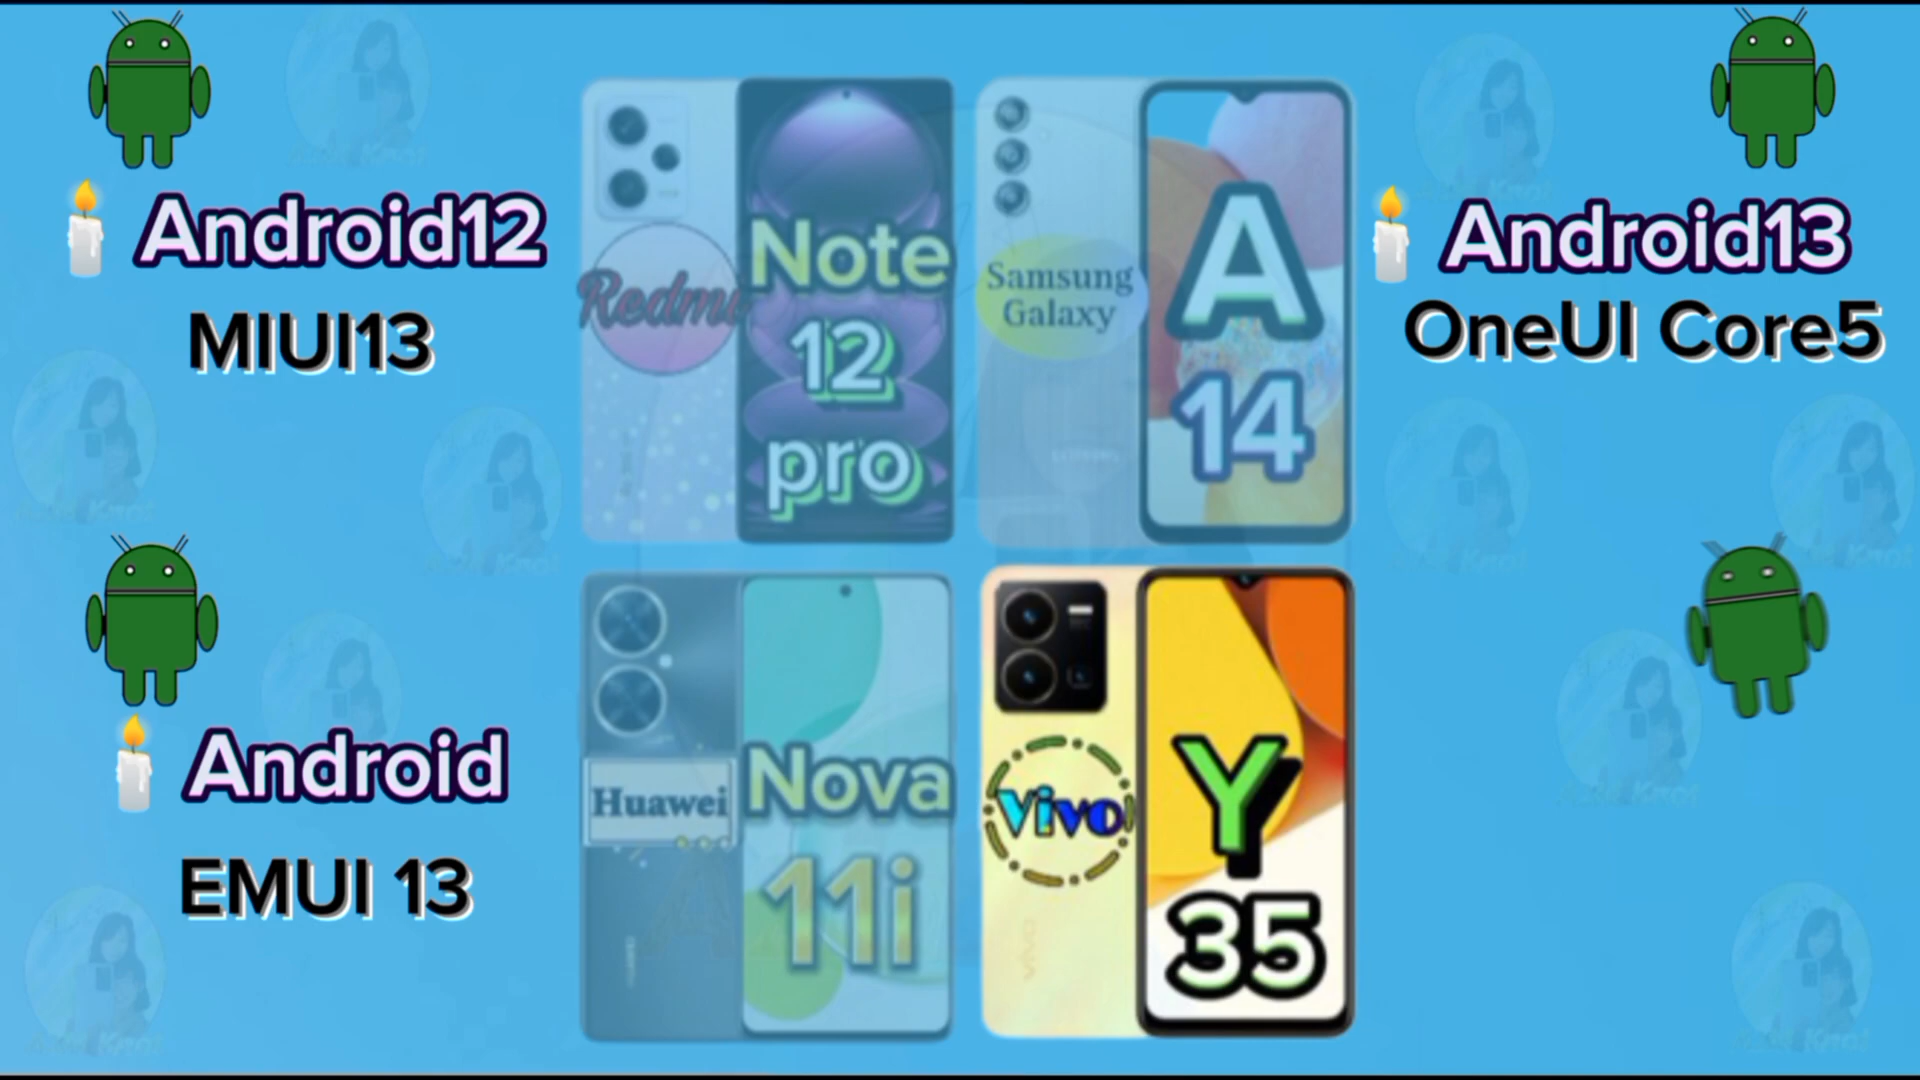 Android12
MIUI13
Redmi
Note
12
pro
Samsung
Galaxy
A
14
Android13
OneUI Core5
Android
EMUI 13
Huawei
Nova
11i
Vivo
vivo
Y
35